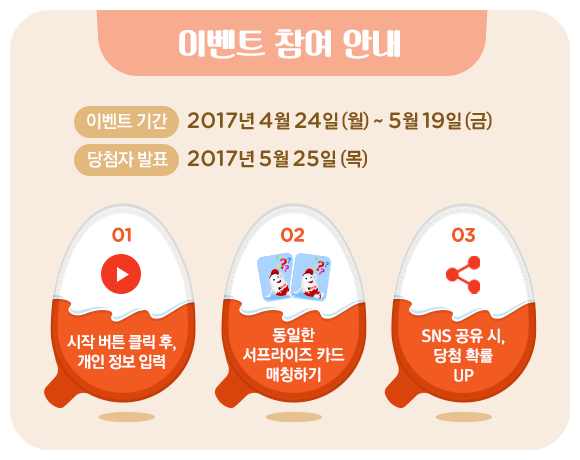 이벤트 참여 안내
이벤트 기간 2017년 4월 24일 (월) ~ 5월 19일 (금)
당첨자 발표 2017년 5월 25일 (목)
01
시작 버튼 클릭 후,
개인 정보 입력
02
??
??
동일한
서프라이즈 카드
매칭하기
03
SNS 공유 시,
당첨 확률
UP